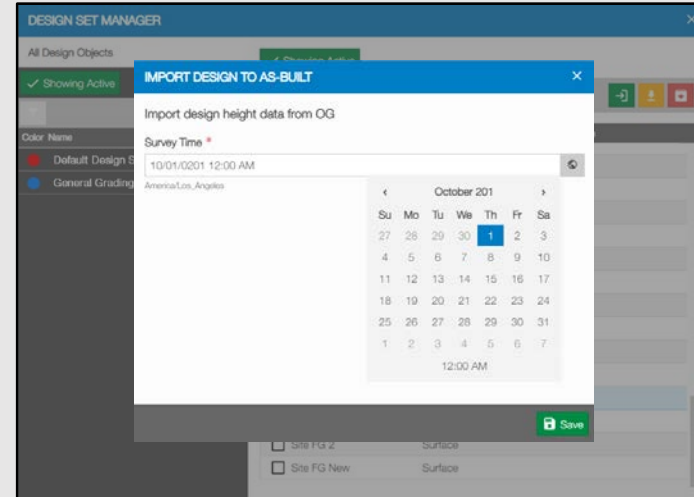 DESIGN SET MANAGER ×
All Design Objects
✓ Showing Active
✓ Showing Active
Color Name
Default Design S
General Grading
IMPORT DESIGN TO AS-BUILT ×
Import design height data from OG
Survey Time *
10/01/0201 12:00 AM
America/Los_Angeles
‹ October 201 ›
Su Mo Tu We Th Fr Sa
27 28 29 30 1 2 3
4 5 6 7 8 9 10
11 12 13 14 15 16 17
18 19 20 21 22 23 24
25 26 27 28 29 30 31
1 2 3 4 5 6 7
12:00 AM
Save
Site FG 2 Surface
Site FG New Surface